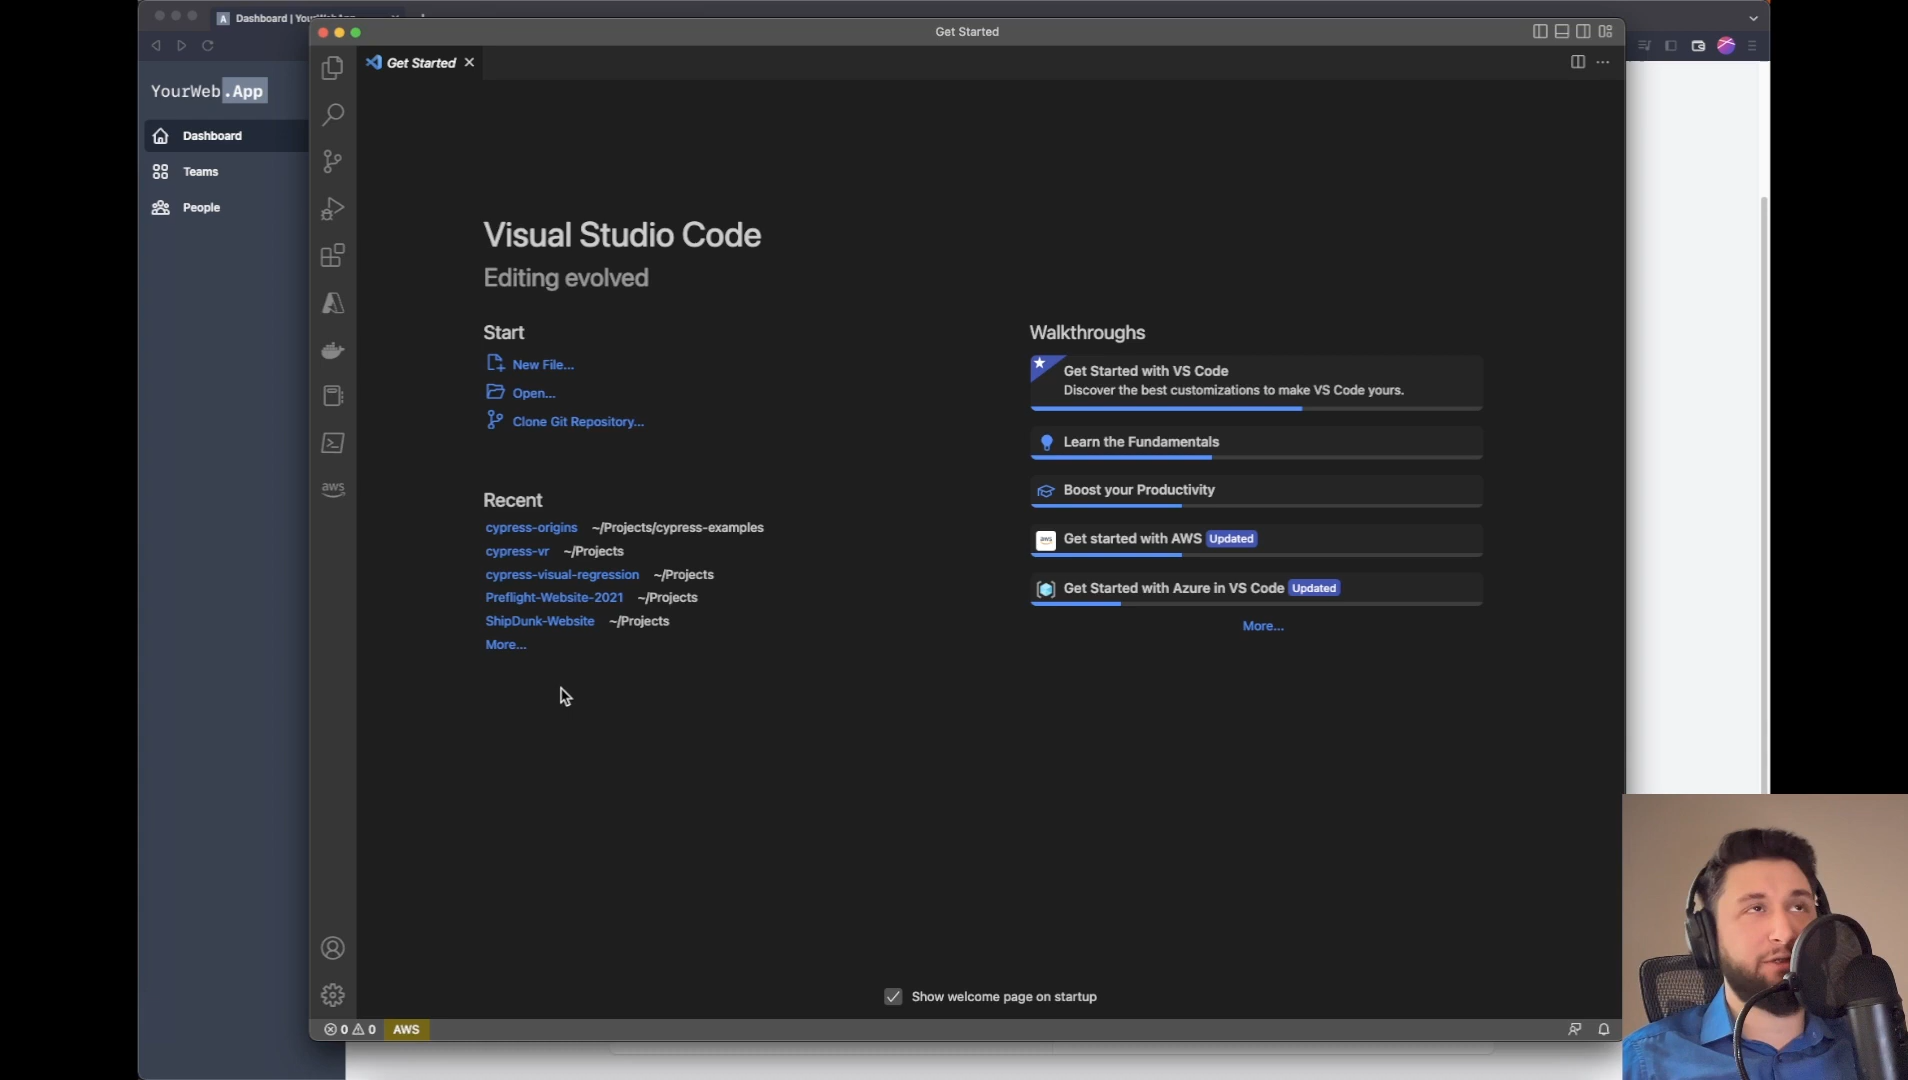 Dashboard | YourWeb.App
Get Started
Get Started
YourWeb.App
Dashboard
Teams
People
Visual Studio Code
Editing evolved
Start
New File...
Open...
Clone Git Repository...
Recent
cypress-origins ~/Projects/cypress-examples
cypress-vr ~/Projects
cypress-visual-regression ~/Projects
Preflight-Website-2021 ~/Projects
ShipDunk-Website ~/Projects
More...
Walkthroughs
Get Started with VS Code
Discover the best customizations to make VS Code yours.
Learn the Fundamentals
Boost your Productivity
aws Get started with AWS Updated
Get Started with Azure in VS Code Updated
More...
aws
Show welcome page on startup
0 0 AWS